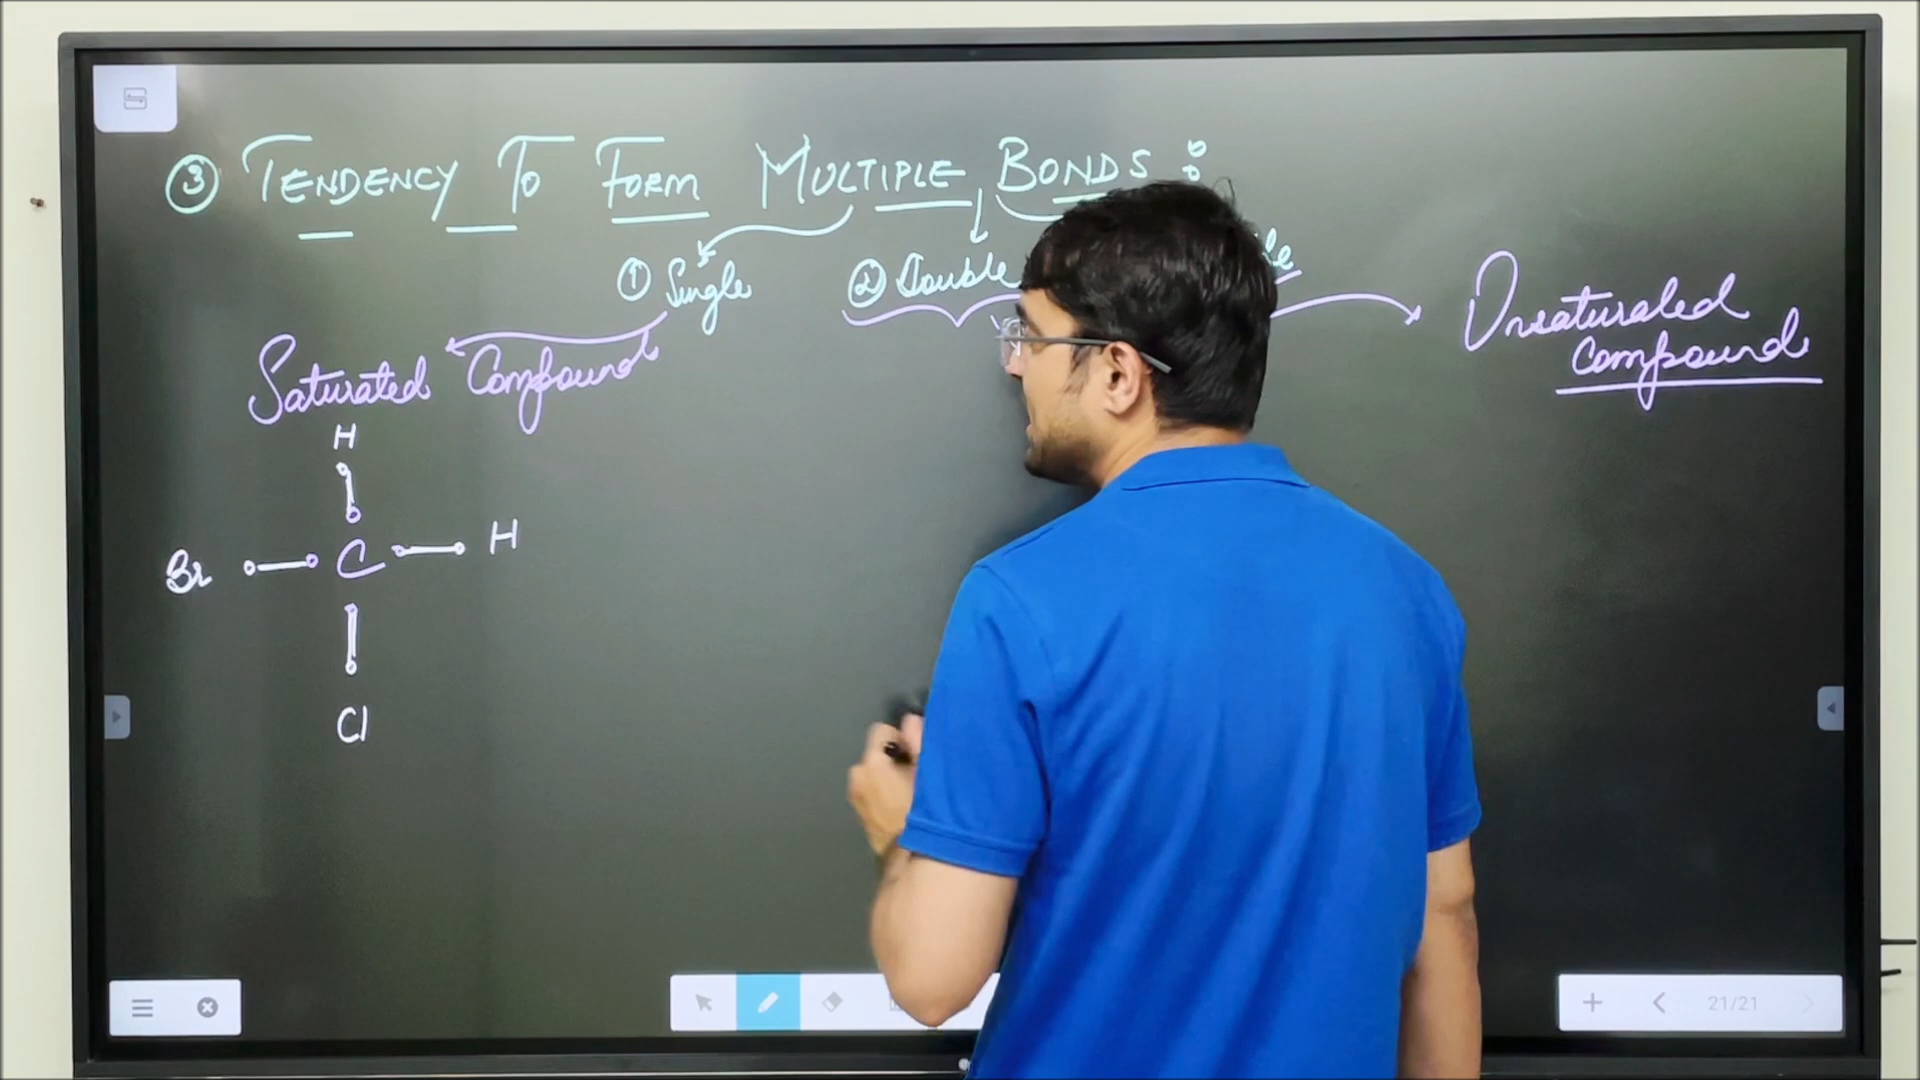 ③ TENDENCY TO FORM MULTIPLE BONDS :
① Single ② Double
Saturated Compound
Unsaturated
Compound
H
Br C H
Cl
21/21